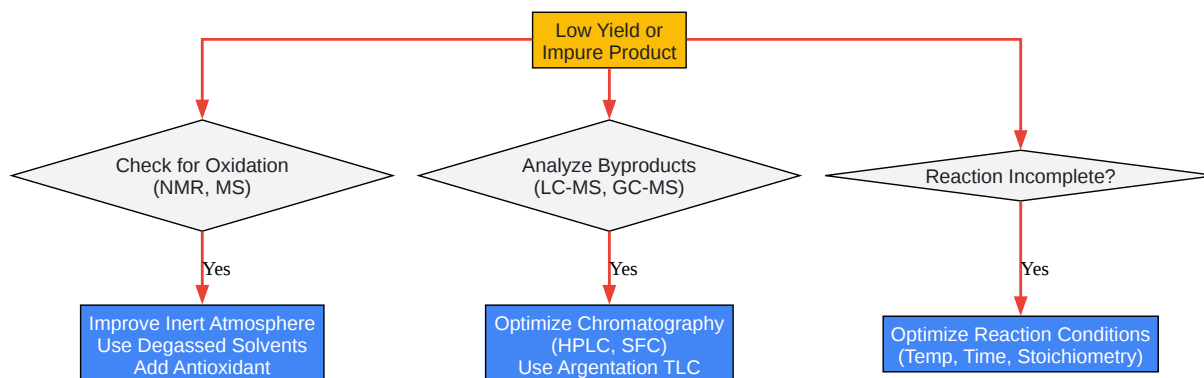 Low Yield or
Impure Product
Check for Oxidation
(NMR, MS)
Analyze Byproducts
(LC-MS, GC-MS)
Reaction Incomplete?
Yes
Yes
Yes
Improve Inert Atmosphere
Use Degassed Solvents
Add Antioxidant
Optimize Chromatography
(HPLC, SFC)
Use Argentation TLC
Optimize Reaction Conditions
(Temp, Time, Stoichiometry)